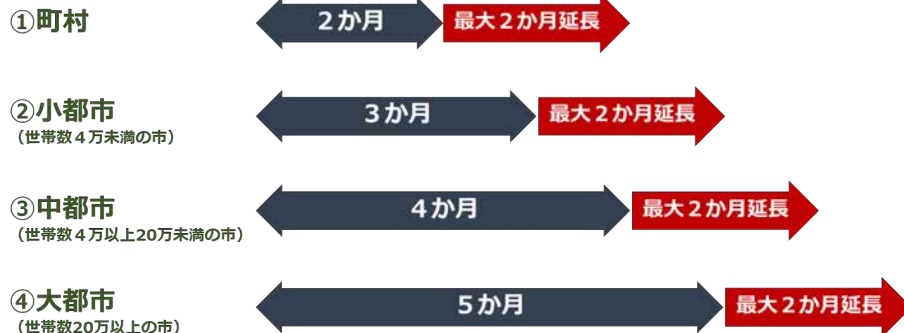 ①町村
２か月
最大２か月延長
②小都市
（世帯数４万未満の市）
３か月
最大２か月延長
③中都市
（世帯数４万以上20万未満の市）
４か月
最大２か月延長
④大都市
（世帯数20万以上の市）
５か月
最大２か月延長